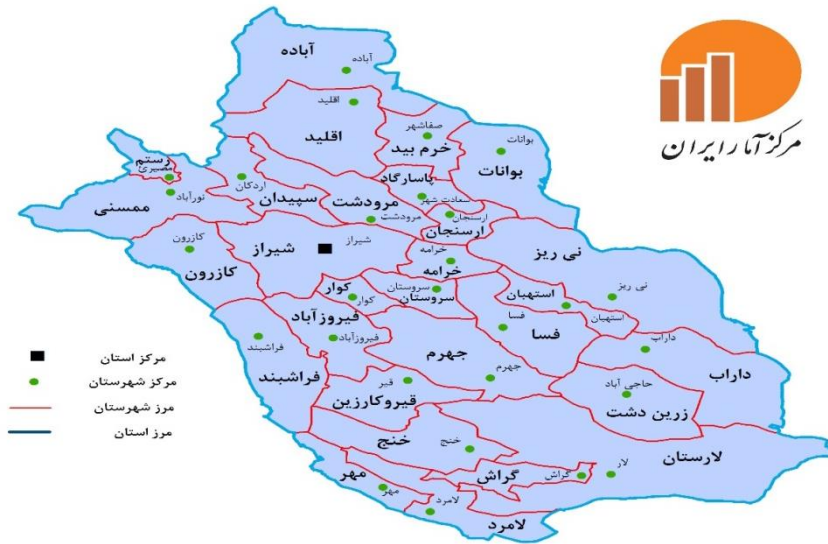 آباده
آباده
اقلید
اقلید
صفاشهر
خرم بید
بوانات
بوانات
مرکز آمار ایران
رستم
مصیری
نورآباد
ممسنی
اردکان
سپیدان
پاسارگاد
سعادت شهر
مرودشت
مرودشت
ارسنجان
ارسنجان
کازرون
کازرون
شیراز
شیراز
خرامه
خرامه
نی ریز
نی ریز
کوار
کوار
سروستان
سروستان
استهبان
استهبان
فسا
فسا
فیروزآباد
فیروزآباد
فراشبند
فراشبند
جهرم
جهرم
داراب
داراب
حاجی آباد
زرین دشت
قیر
قیروکارزین
خنج
خنج
لارستان
لار
گراش
گراش
مهر
مهر
لامرد
لامرد
مرکز استان
مرکز شهرستان
مرز شهرستان
مرز استان